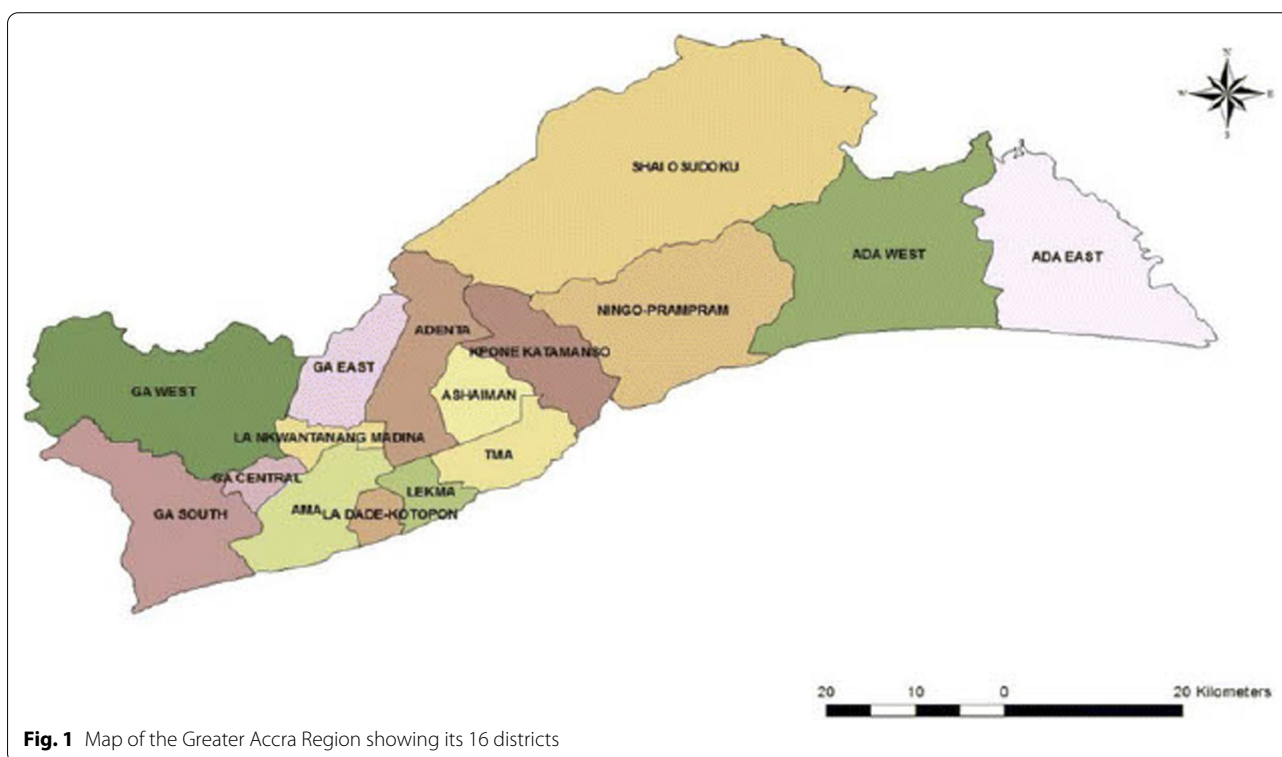 N
W E
S
SHAI OSUDOKU
ADA WEST
ADA EAST
NINGO-PRAMPRAM
ADENTA
KPONE KATAMANSO
GA EAST
GA WEST
ASHAIMAN
LA NKWANTANANG MADINA
TMA
GA CENTRAL
LEKMA
GA SOUTH
AMA
LA DADE-KOTOPON
20 10 0 20 Kilometers
Fig. 1 Map of the Greater Accra Region showing its 16 districts